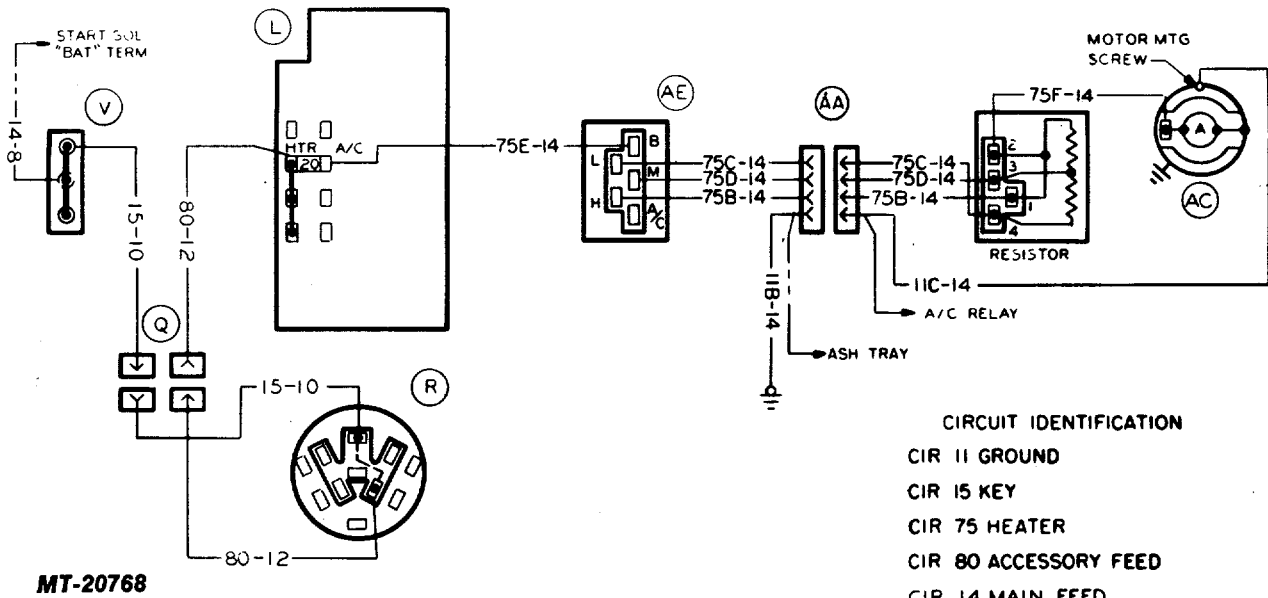 START SOL
"BAT" TERM
V
14-8
15-10
80-12
Q
L
HTR A/C
20
75E-14
AE
B
L
M
H
A/C
75C-14
75D-14
75B-14
AA
75C-14
75D-14
75B-14
11B-14
ASH TRAY
A/C RELAY
11C-14
75F-14
2
3
1
4
RESISTOR
MOTOR MTG
SCREW
A
AC
15-10
R
80-12
CIRCUIT IDENTIFICATION
CIR 11 GROUND
CIR 15 KEY
CIR 75 HEATER
CIR 80 ACCESSORY FEED
CIR 14 MAIN FEED
MT-20768